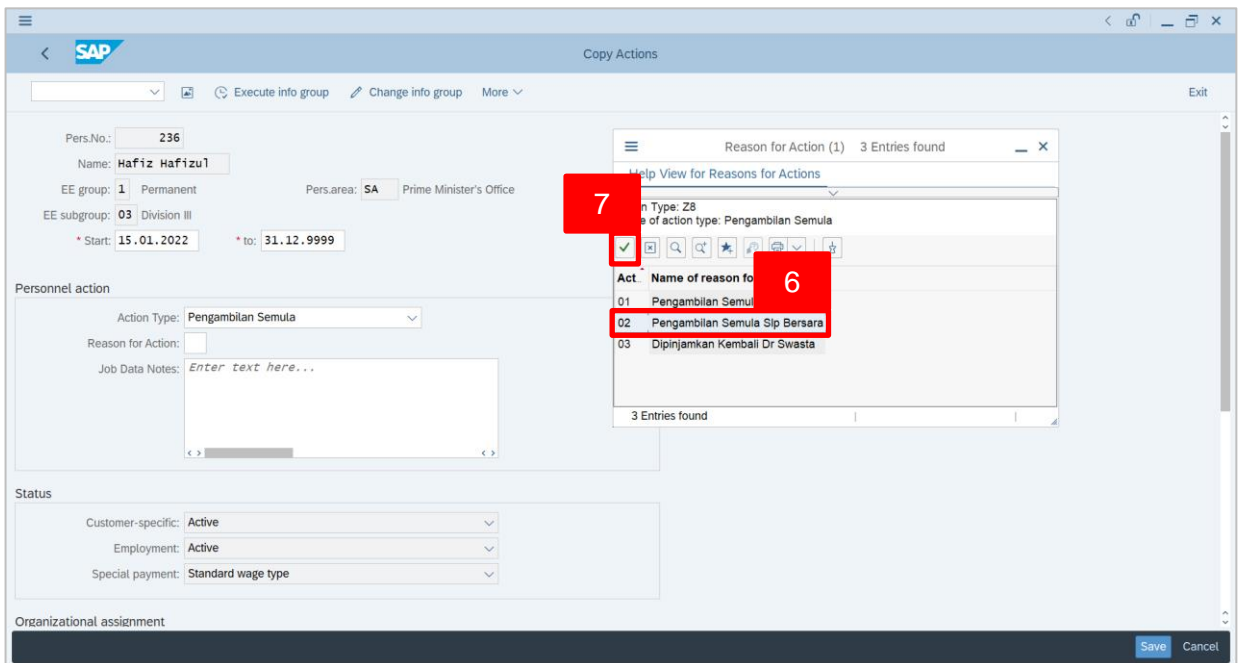 SAP
Copy Actions
Execute info group Change info group More Exit
Pers.No.: 236
Name: Hafiz Hafizul
EE group: 1 Permanent Pers.area: SA Prime Minister's Office
EE subgroup: 03 Division III
* Start: 15.01.2022 * to: 31.12.9999
Personnel action
Action Type: Pengambilan Semula
Reason for Action:
Job Data Notes: Enter text here...
Status
Customer-specific: Active
Employment: Active
Special payment: Standard wage type
Organizational assignment
Reason for Action (1) 3 Entries found
Help View for Reasons for Actions
7
n Type: Z8
e of action type: Pengambilan Semula
6
Act.. Name of reason fo
01 Pengambilan Semul
02 Pengambilan Semula Slp Bersara
03 Dipinjamkan Kembali Dr Swasta
3 Entries found
Save Cancel